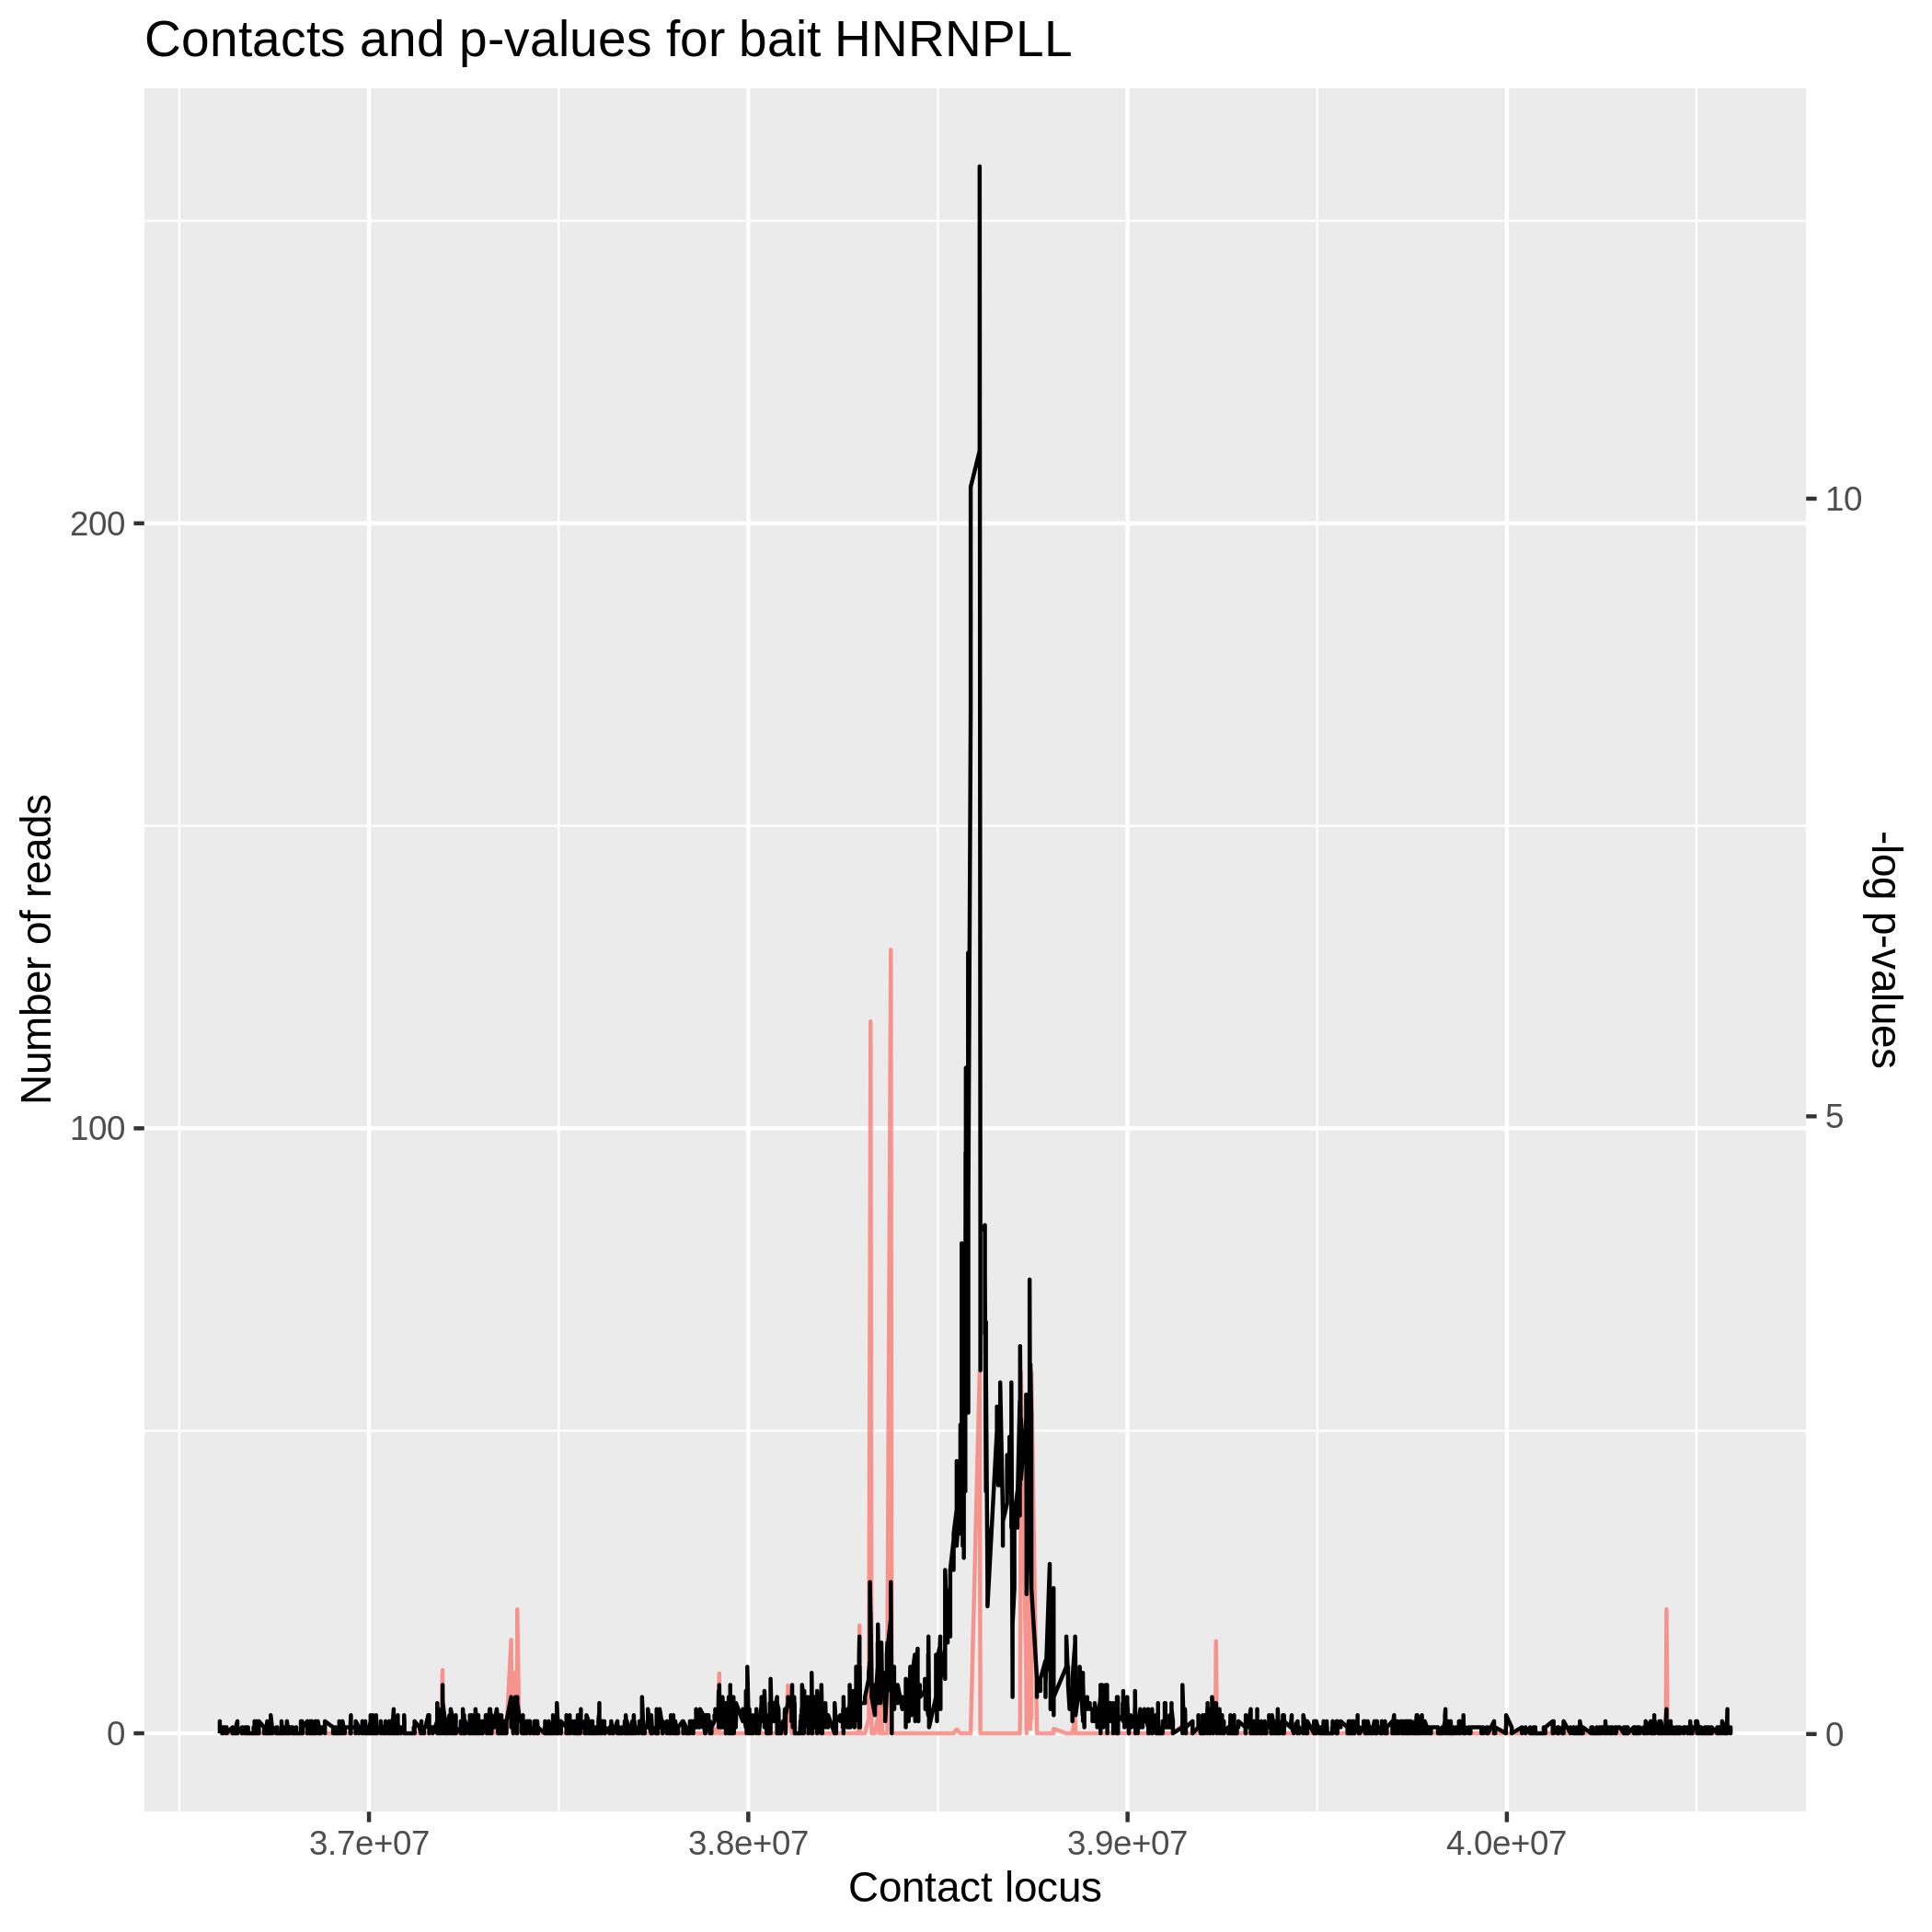 Contacts and p-values for bait HNRNPLL
Number of reads
200
100
0
10
5
0
-log p-values
3.7e+07
3.8e+07
3.9e+07
4.0e+07
Contact locus